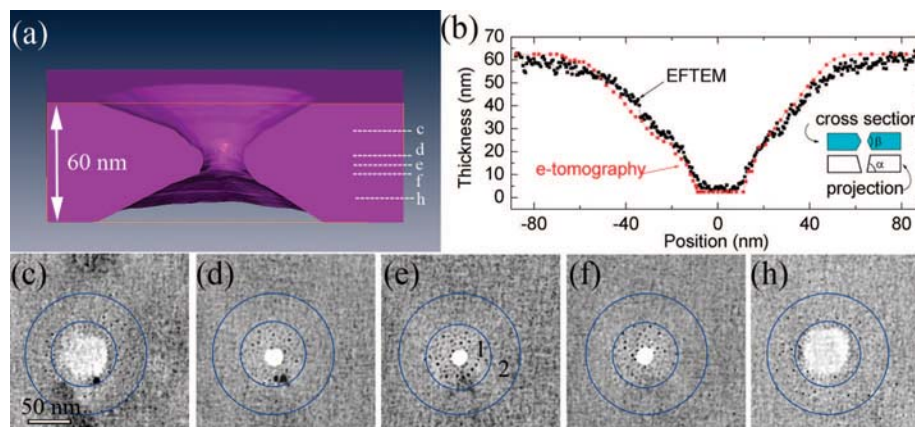 (a)
60 nm
c
d
e
f
h
(b)
Thickness (nm)
70
60
50
40
30
20
10
0
EFTEM
e-tomography
cross section
β
α
projection
-80 -40 0 40 80
Position (nm)
(c) (d) (e) (f) (h)
1
2
50 nm